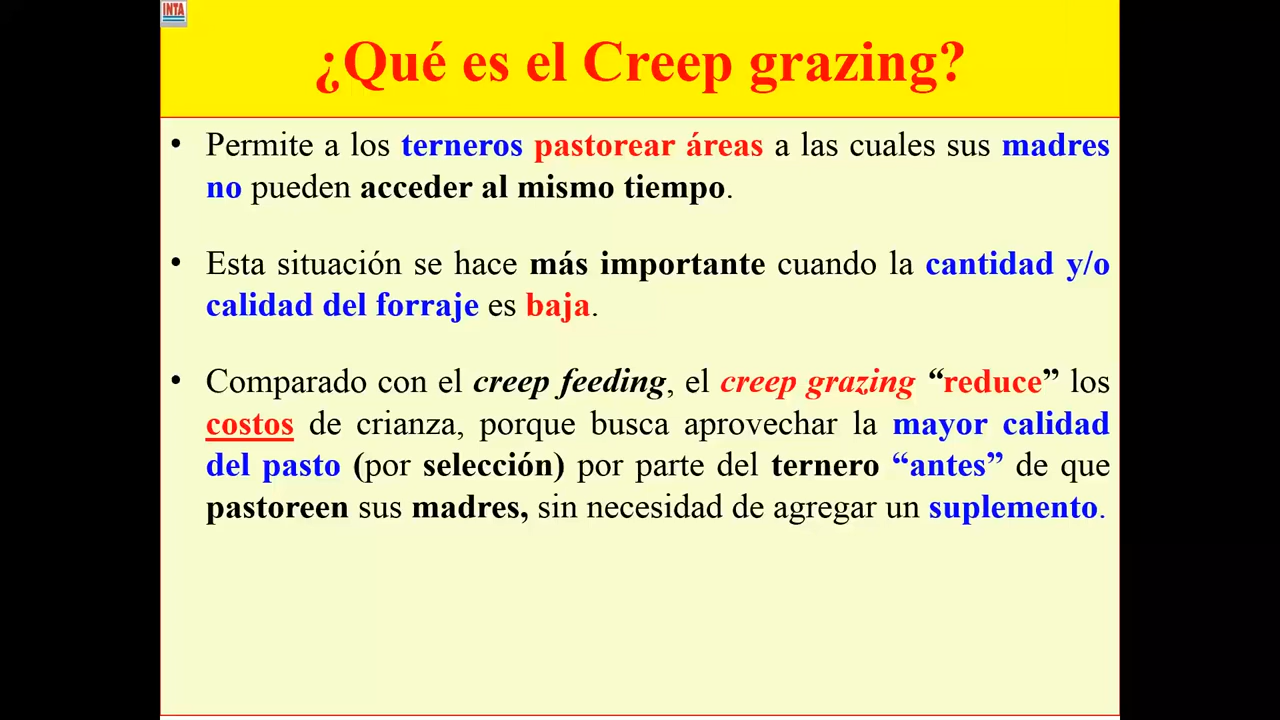 INTA
¿Qué es el Creep grazing?
• Permite a los terneros pastorear áreas a las cuales sus madres
no pueden acceder al mismo tiempo.
• Esta situación se hace más importante cuando la cantidad y/o
calidad del forraje es baja.
• Comparado con el creep feeding, el creep grazing “reduce” los
costos de crianza, porque busca aprovechar la mayor calidad
del pasto (por selección) por parte del ternero “antes” de que
pastoreen sus madres, sin necesidad de agregar un suplemento.